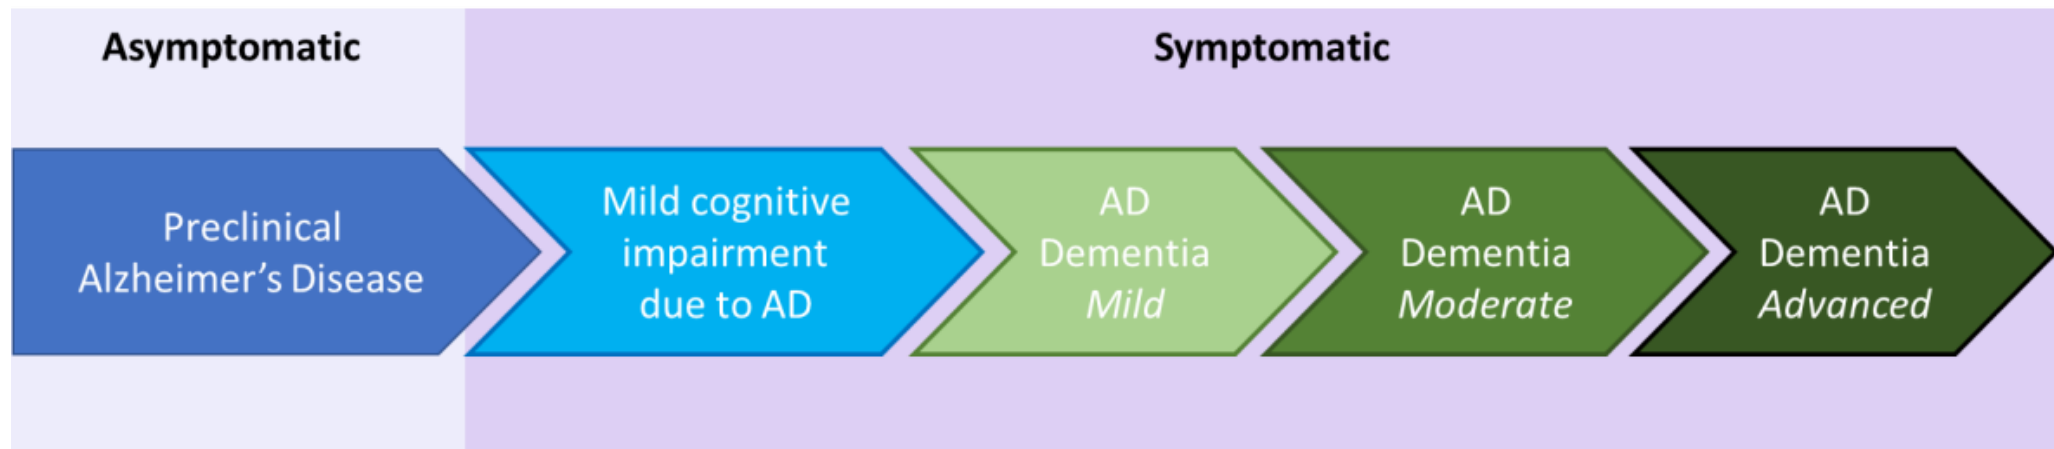 Asymptomatic
Symptomatic
Preclinical
Alzheimer’s Disease
Mild cognitive
impairment
due to AD
AD
Dementia
Mild
AD
Dementia
Moderate
AD
Dementia
Advanced